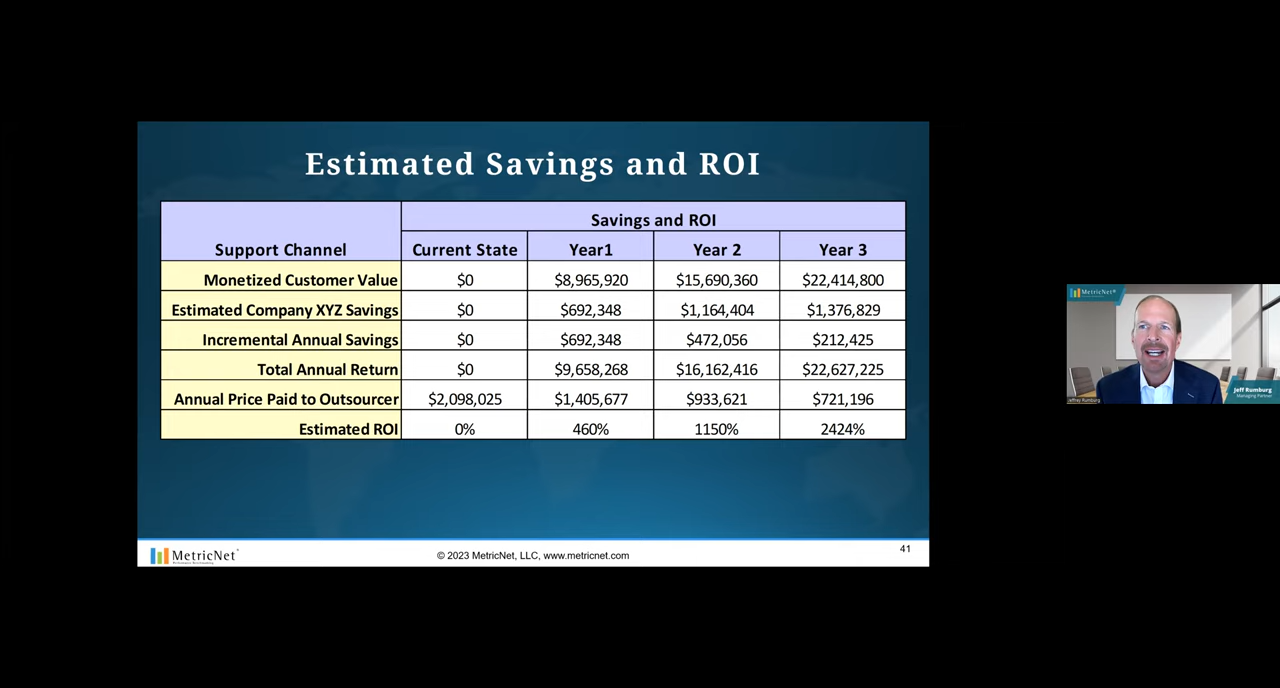 Estimated Savings and ROI
Savings and ROI
Support Channel Current State Year1 Year 2 Year 3
Monetized Customer Value $0 $8,965,920 $15,690,360 $22,414,800
Estimated Company XYZ Savings $0 $692,348 $1,164,404 $1,376,829
Incremental Annual Savings $0 $692,348 $472,056 $212,425
Total Annual Return $0 $9,658,268 $16,162,416 $22,627,225
Annual Price Paid to Outsourcer $2,098,025 $1,405,677 $933,621 $721,196
Estimated ROI 0% 460% 1150% 2424%
MetricNet
© 2023 MetricNet, LLC, www.metricnet.com
41
MetricNet®
Jeff Rumburg
Managing Partner
Jeffrey Rumburg